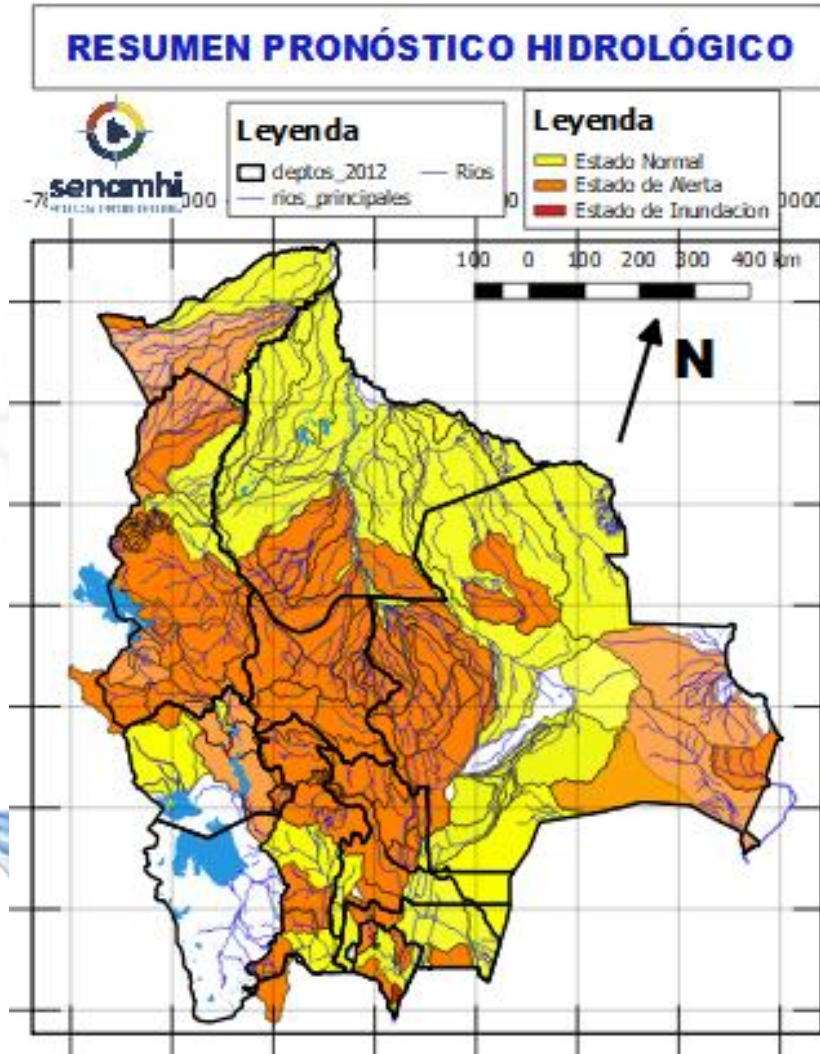 RESUMEN PRONÓSTICO HIDROLÓGICO
senamhi
Leyenda
deptos_2012
Rios
rios_principales
Leyenda
Estado Normal
Estado de Alerta
Estado de Inundacion
100 0 100 200 300 400 km
N